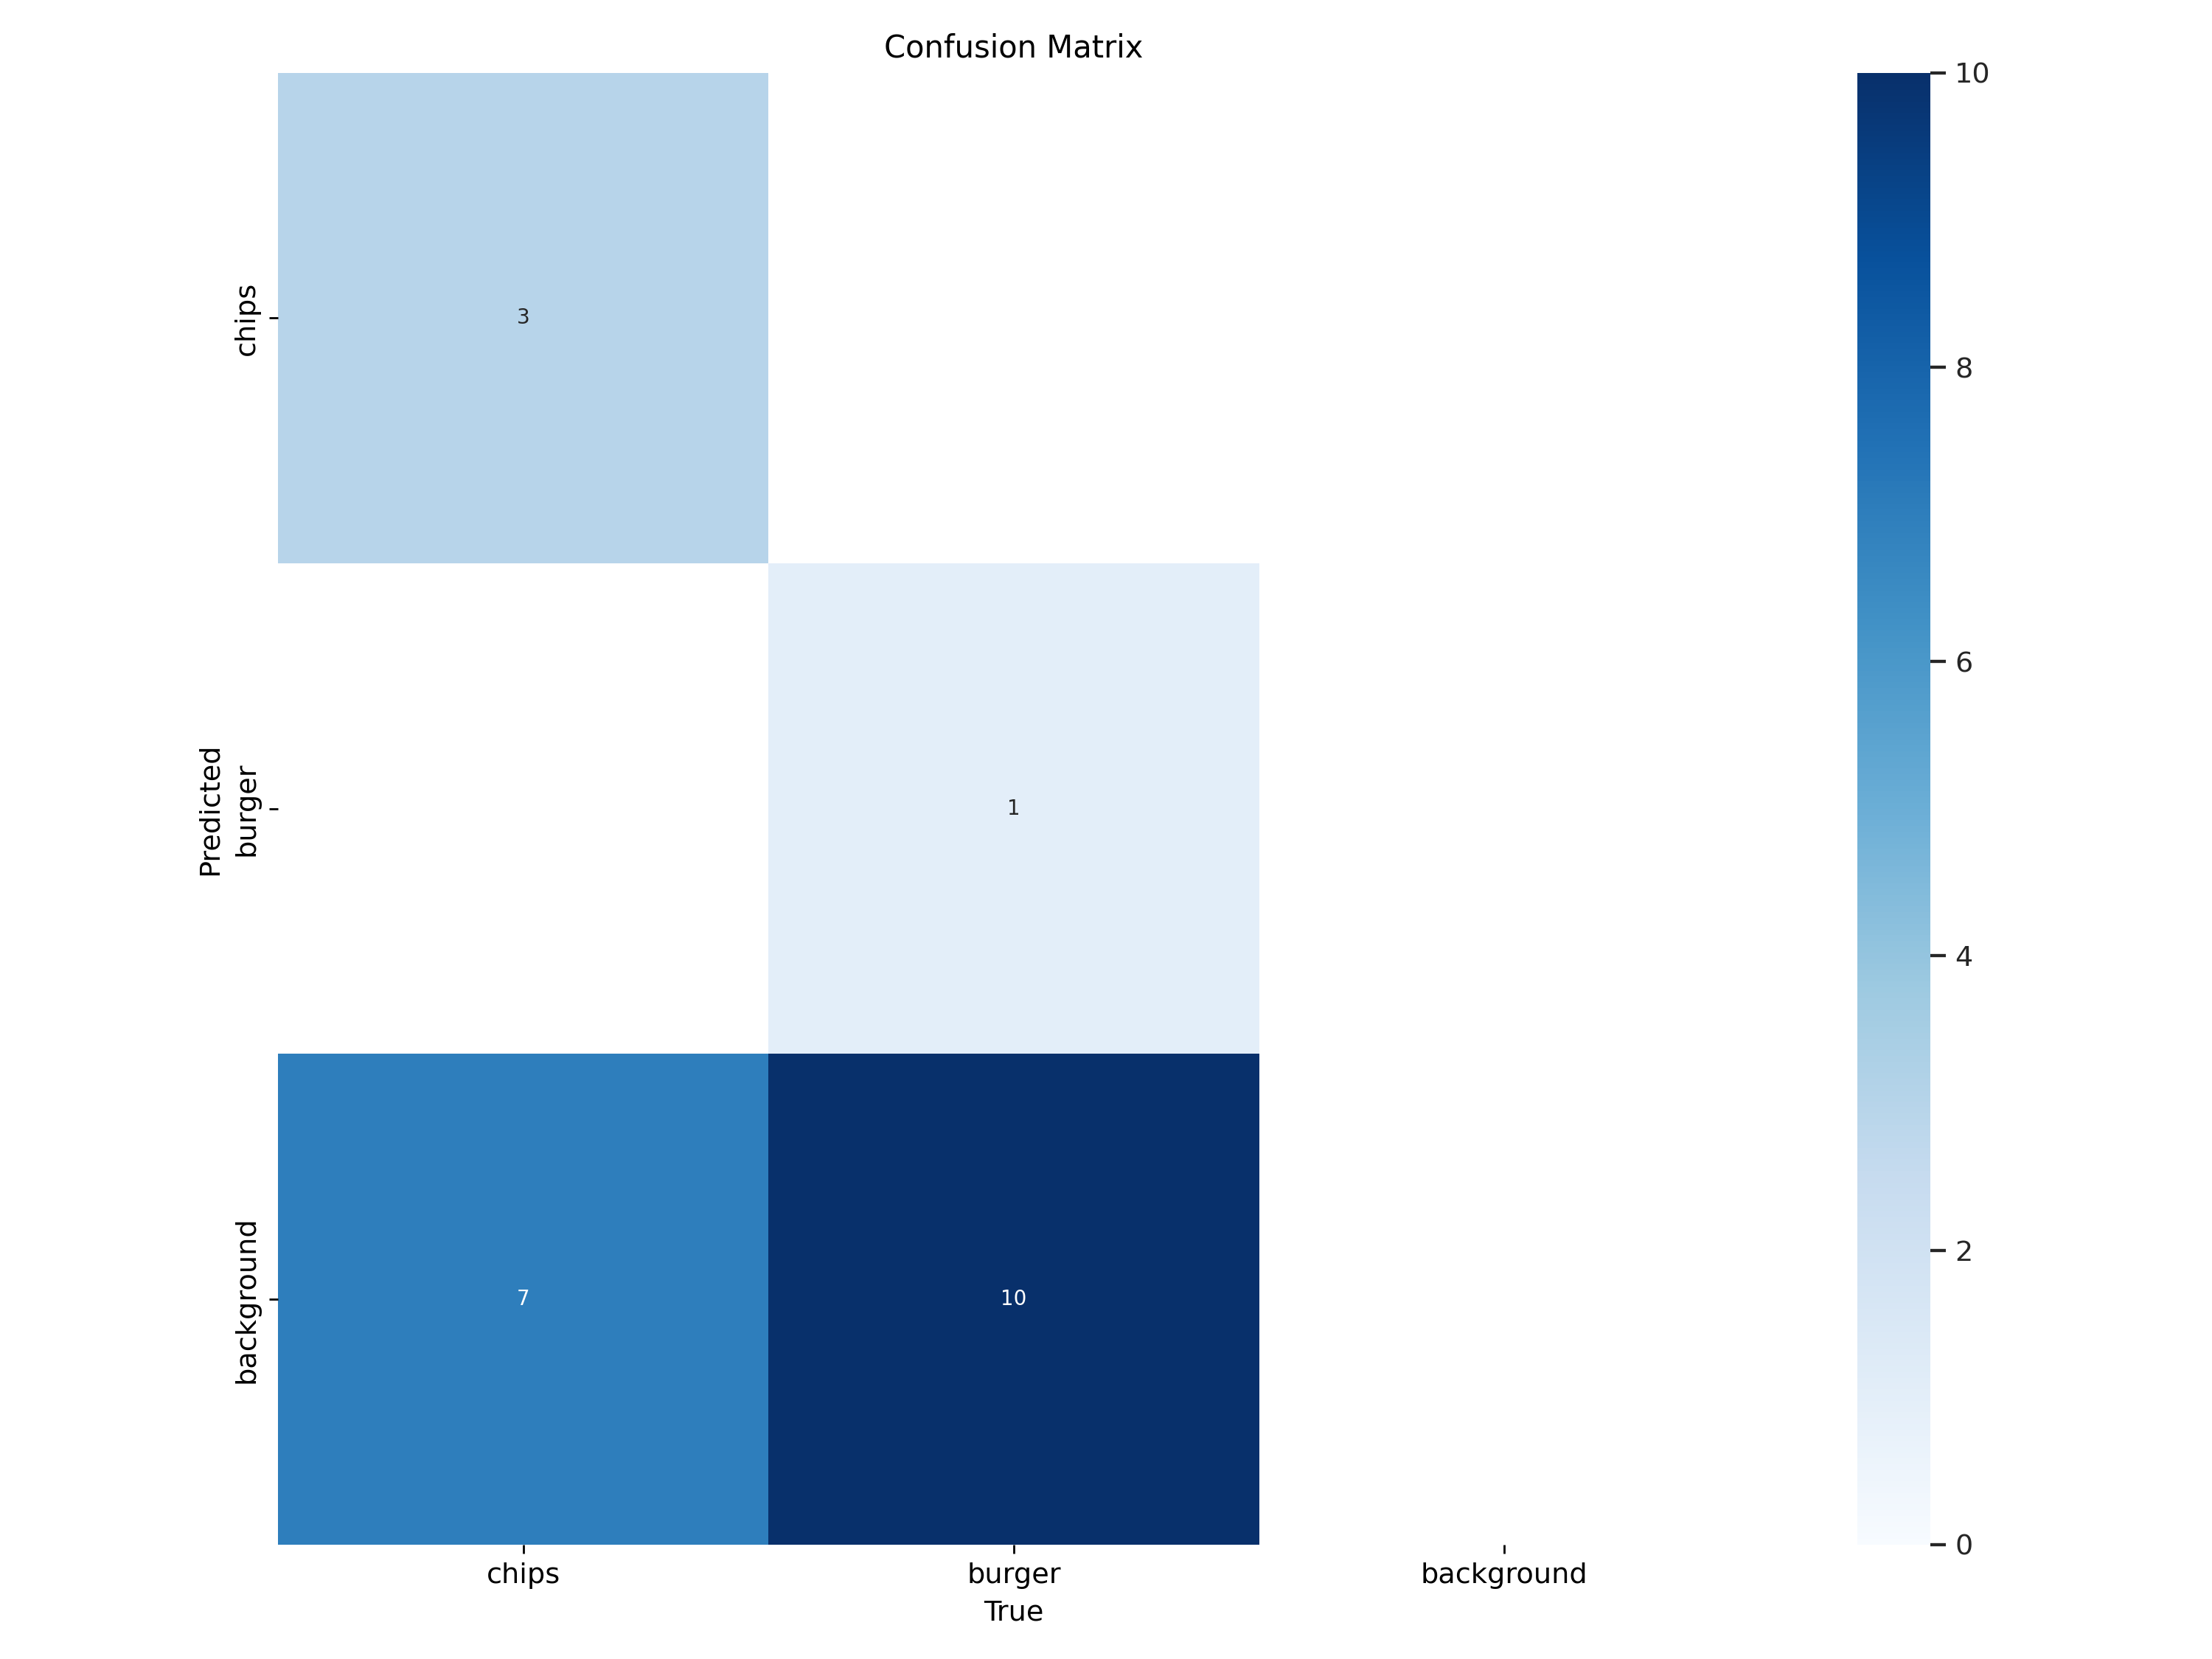 Confusion Matrix
10
chips
3
8
6
Predicted
burger
1
4
2
background
7
10
0
chips
burger
background
True